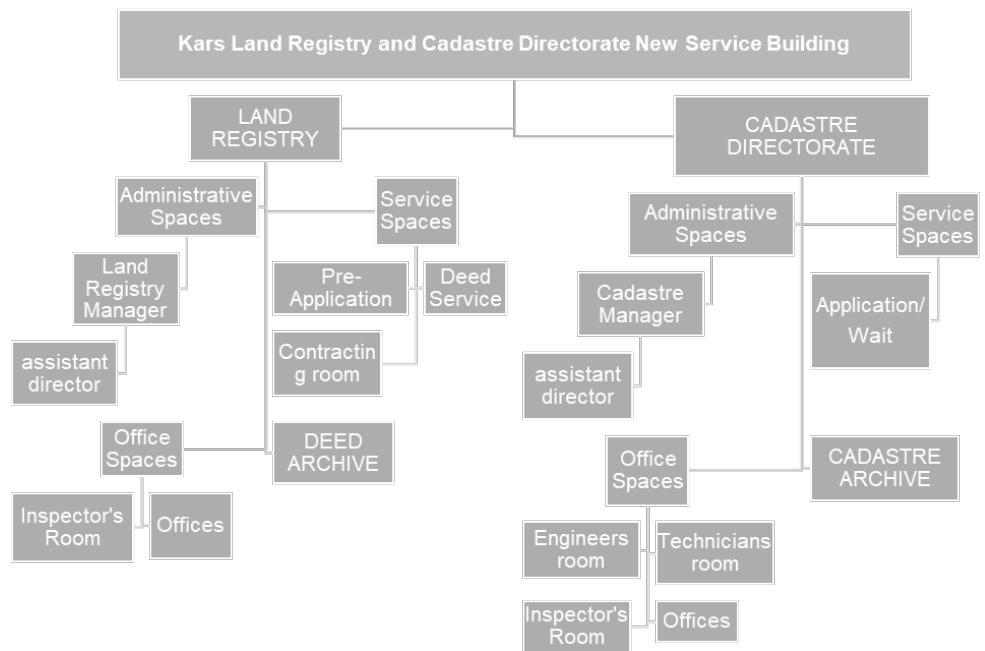 Kars Land Registry and Cadastre Directorate New Service Building
LAND
REGISTRY
Administrative
Spaces
Land
Registry
Manager
assistant
director
Service
Spaces
Pre-
Application
Deed
Service
Contractin
g room
Office
Spaces
Inspector's
Room
Offices
DEED
ARCHIVE
CADASTRE
DIRECTORATE
Administrative
Spaces
Cadastre
Manager
assistant
director
Service
Spaces
Application/
Wait
Office
Spaces
Engineers
room
Technicians
room
Inspector's
Room
Offices
CADASTRE
ARCHIVE